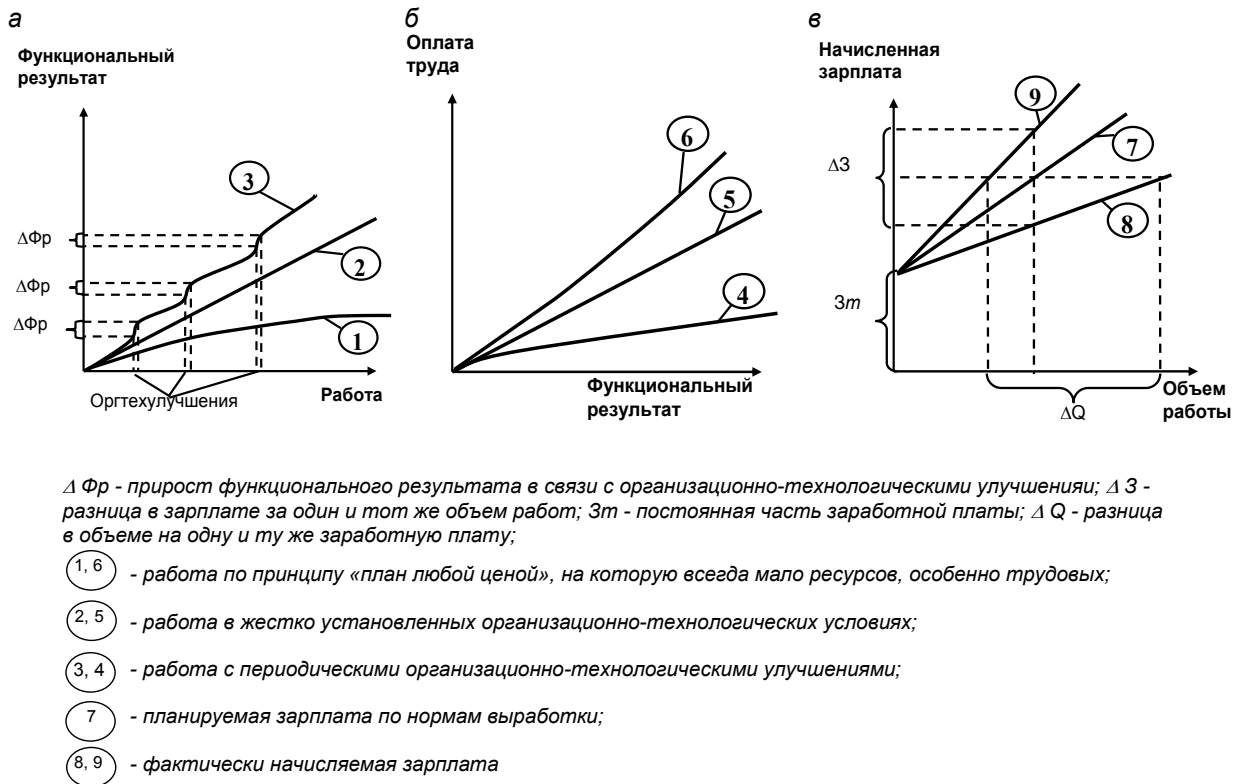 а
Функциональный
результат
3
ΔФр
2
ΔФр
ΔФр
1
Оргтехулучшения
Работа
б
Оплата
труда
6
5
4
Функциональный
результат
в
Начисленная
зарплата
9
7
ΔЗ
8
Зт
ΔQ
Объем
работы
Δ Фр - прирост функционального результата в связи с организационно-технологическими улучшенияи; Δ З -
разница в зарплате за один и тот же объем работ; Зт - постоянная часть заработной платы; Δ Q - разница
в объеме на одну и ту же заработную плату;
1, 6 - работа по принципу «план любой ценой», на которую всегда мало ресурсов, особенно трудовых;
2, 5 - работа в жестко установленных организационно-технологических условиях;
3, 4 - работа с периодическими организационно-технологическими улучшениями;
7 - планируемая зарплата по нормам выработки;
8, 9 - фактически начисляемая зарплата